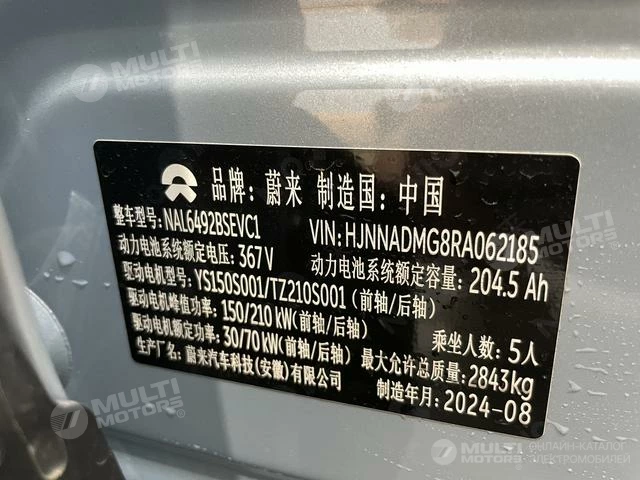 MULTI
MOTORS®
MULTI
MOTORS®
品牌: 蔚来 制造国: 中国
整车型号: NAL6492BSEVC1 VIN: HJNNADMG8RA062185
动力电池系统额定电压: 367V 动力电池系统额定容量: 204.5 Ah
驱动电机型号: YS150S001/TZ210S001 (前轴/后轴)
驱动电机峰值功率: 150/210 kW(前轴/后轴) 乘坐人数: 5人
驱动电机额定功率: 30/70 kW(前轴/后轴) 最大允许总质量: 2843kg
生产厂名: 蔚来汽车科技(安徽)有限公司 制造年月: 2024-08
MULTI
MOTORS®
MULTI
MOTORS
ОНЛАЙН-КАТАЛОГ
ЭЛЕКТРОМОБИЛЕЙ